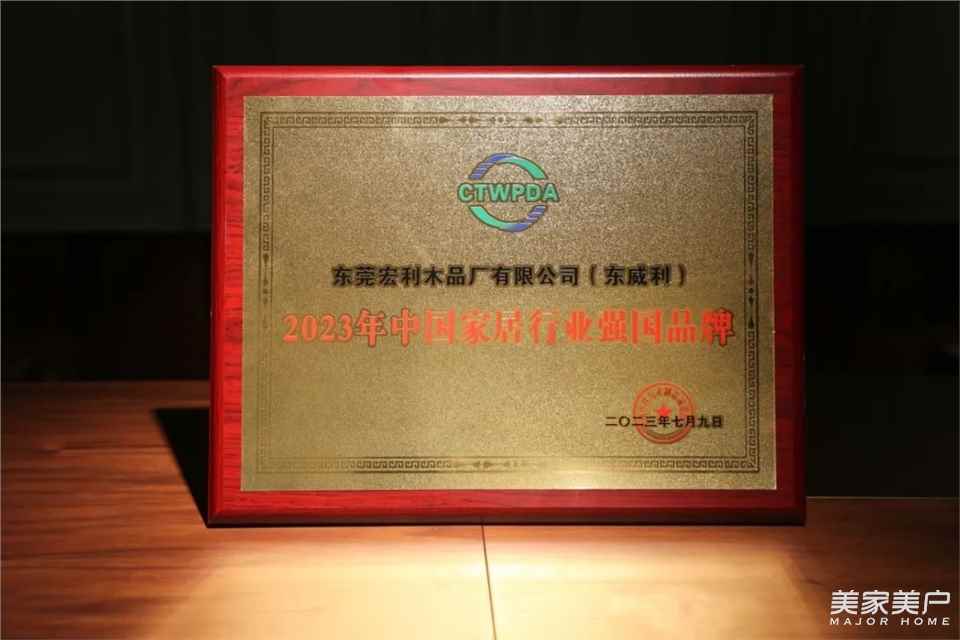 CTWPDA
东莞宏利木品厂有限公司（东威利）
2023年中国家居行业强国品牌
二〇二三年七月九日
美家美户
MAJOR HOME